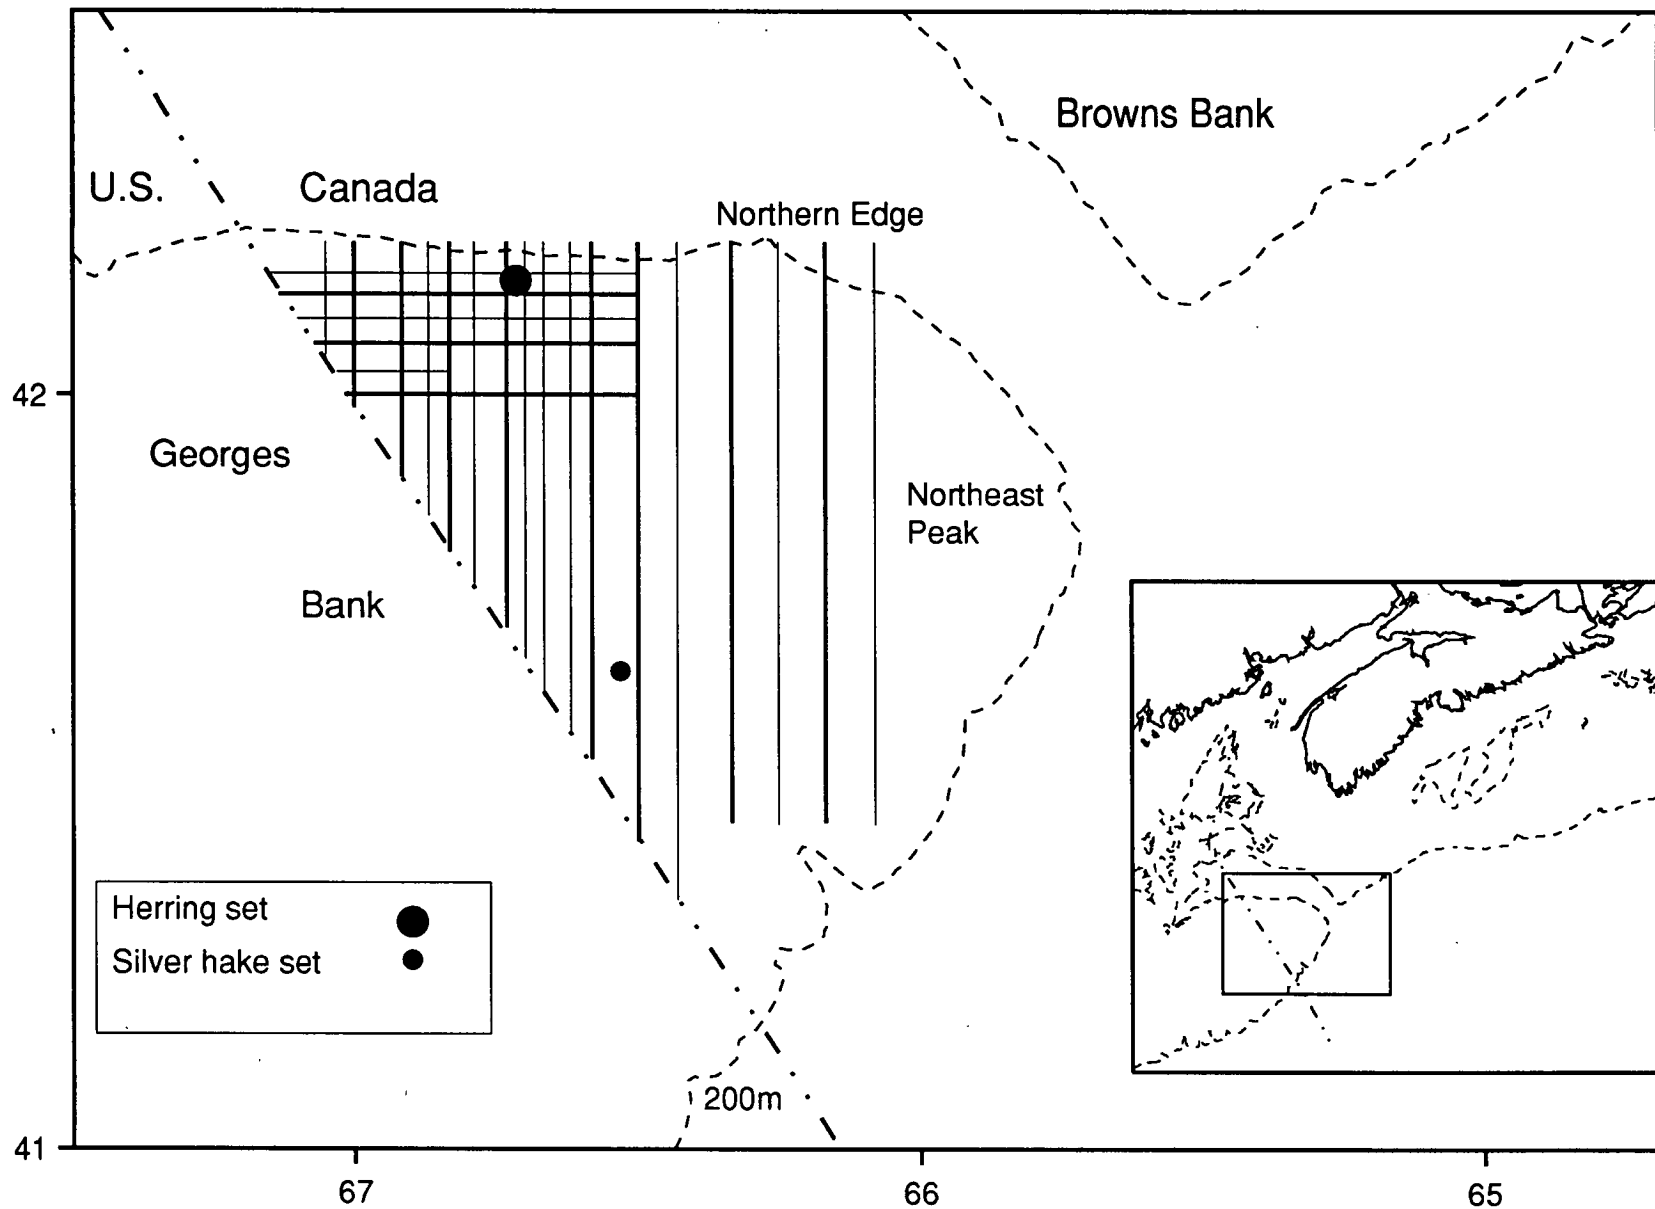 Browns Bank
U.S.
Canada
Northern Edge
42
Georges
Northeast
Peak
Bank
Herring set
Silver hake set
200m
41
67
66
65